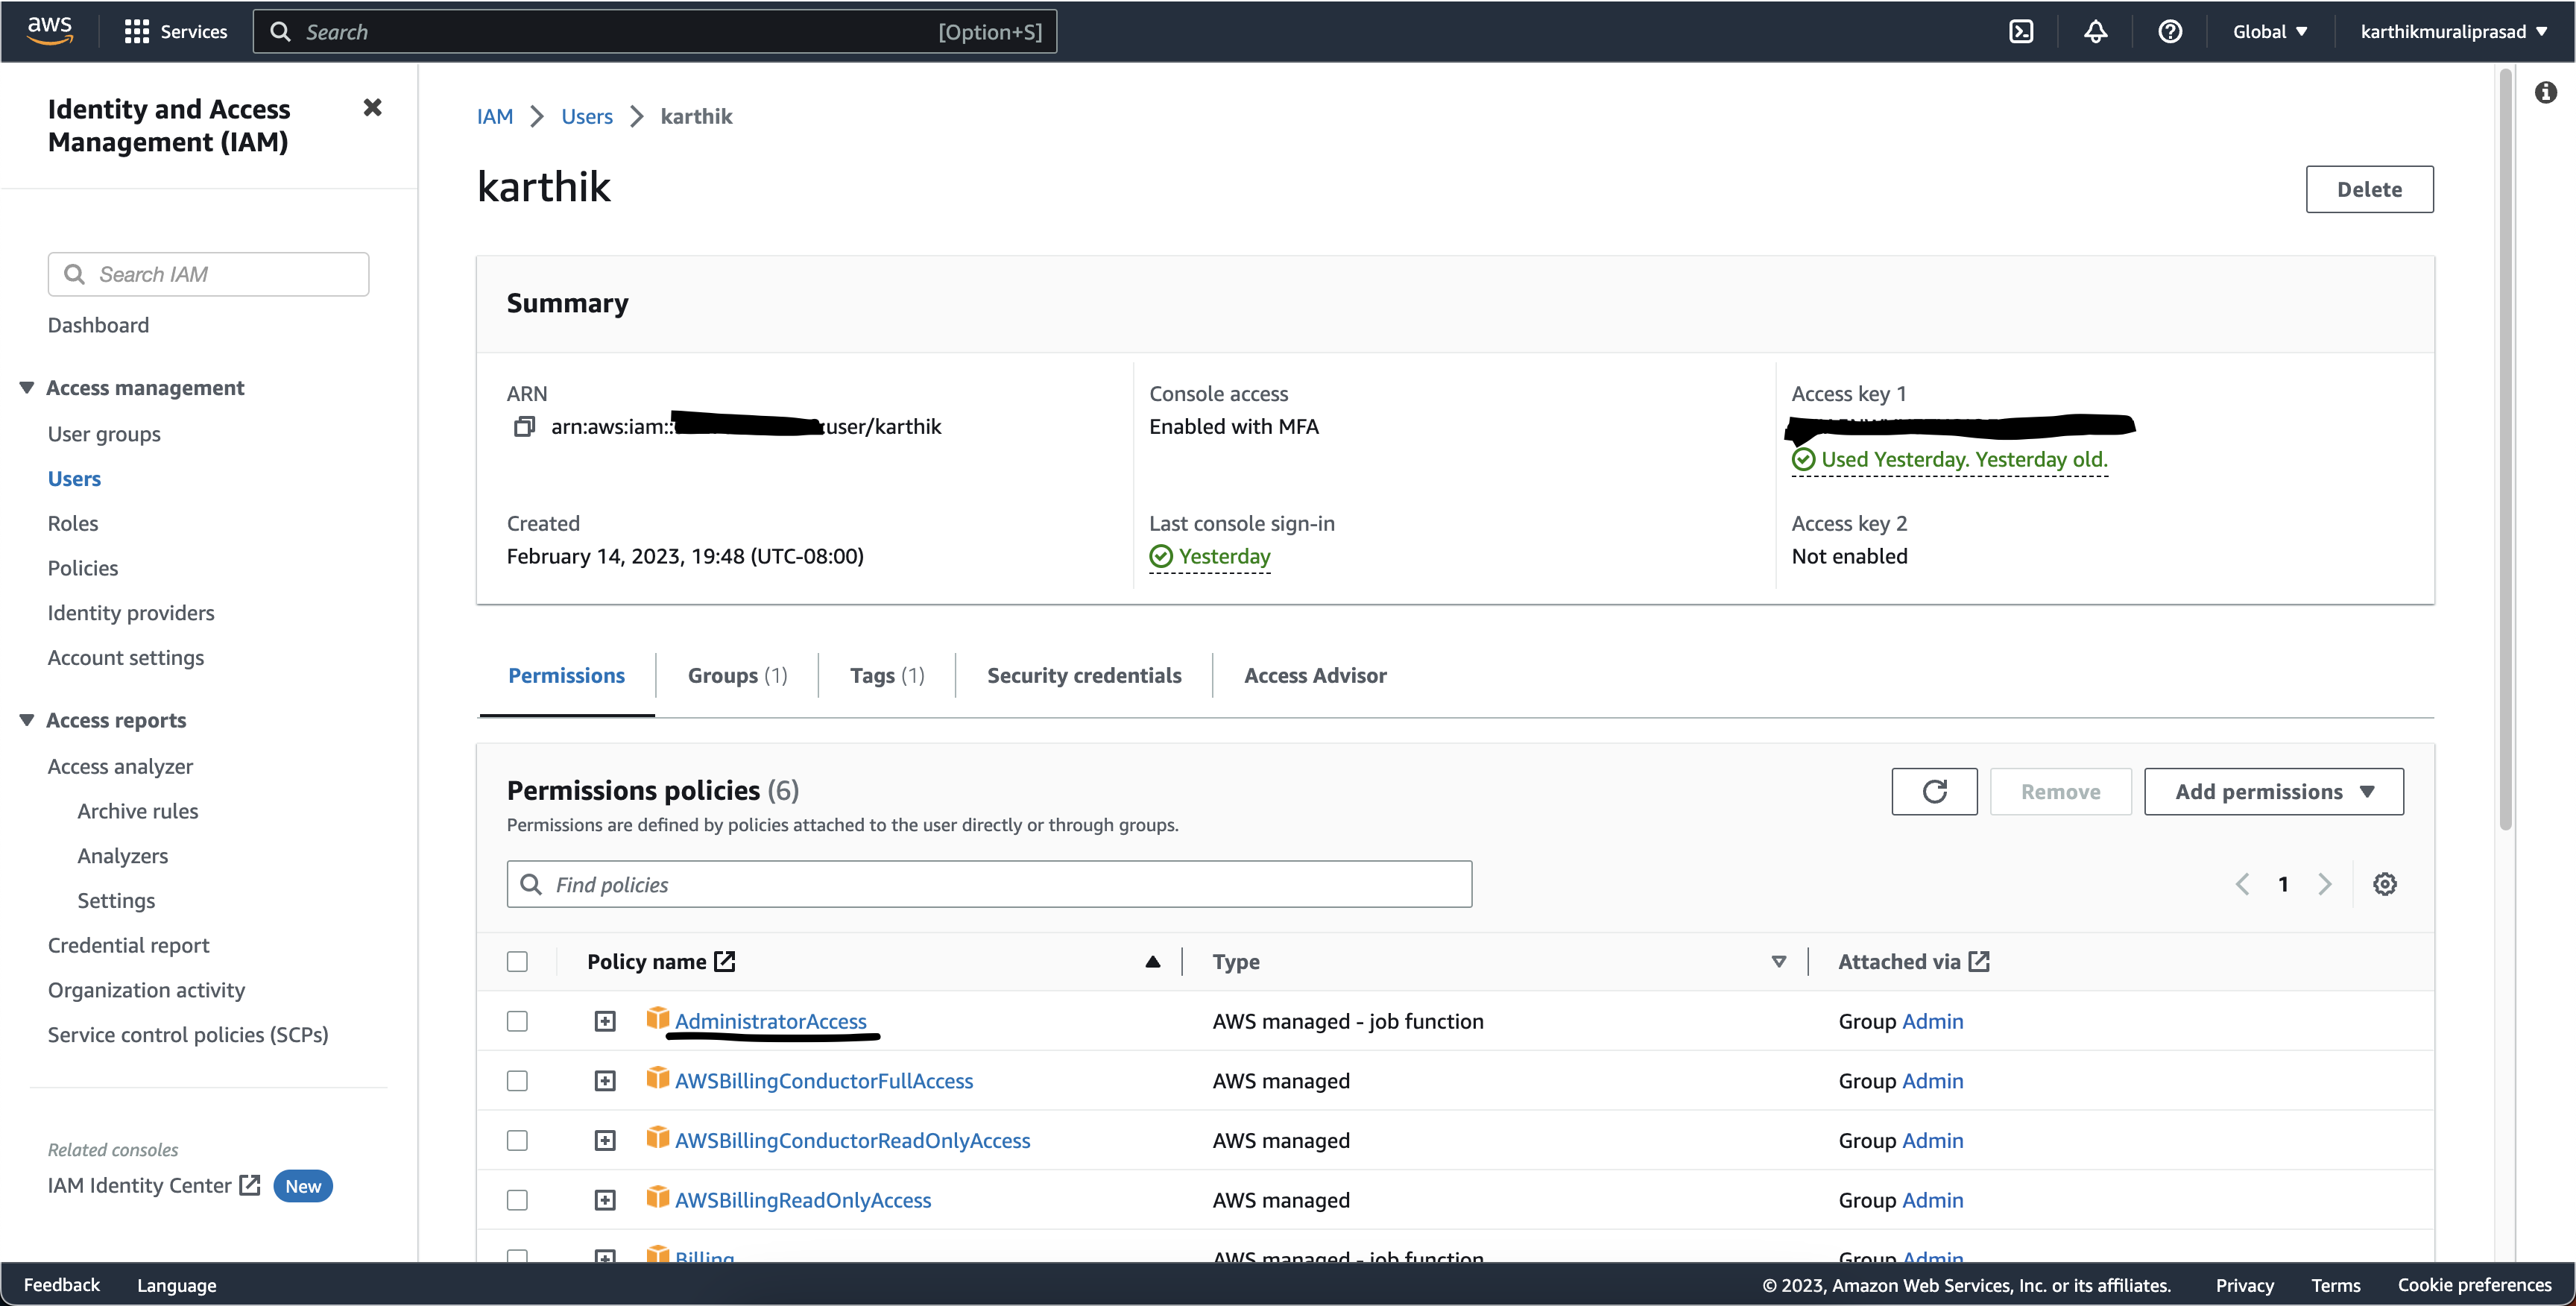 aws
Services
Search [Option+S]
Global
karthikmuraliprasad
Identity and Access
Management (IAM)
Search IAM
Dashboard
Access management
User groups
Users
Roles
Policies
Identity providers
Account settings
Access reports
Access analyzer
Archive rules
Analyzers
Settings
Credential report
Organization activity
Service control policies (SCPs)
Related consoles
IAM Identity Center New
IAM > Users > karthik
karthik
Delete
Summary
ARN
arn:aws:iam:: :user/karthik
Created
February 14, 2023, 19:48 (UTC-08:00)
Console access
Enabled with MFA
Last console sign-in
Yesterday
Access key 1
Used Yesterday. Yesterday old.
Access key 2
Not enabled
Permissions
Groups (1)
Tags (1)
Security credentials
Access Advisor
Permissions policies (6)
Permissions are defined by policies attached to the user directly or through groups.
Remove
Add permissions
Find policies
1
Policy name Type Attached via
AdministratorAccess AWS managed - job function Group Admin
AWSBillingConductorFullAccess AWS managed Group Admin
AWSBillingConductorReadOnlyAccess AWS managed Group Admin
AWSBillingReadOnlyAccess AWS managed Group Admin
Billing AWS managed - job function Group Admin
Feedback Language © 2023, Amazon Web Services, Inc. or its affiliates. Privacy Terms Cookie preferences